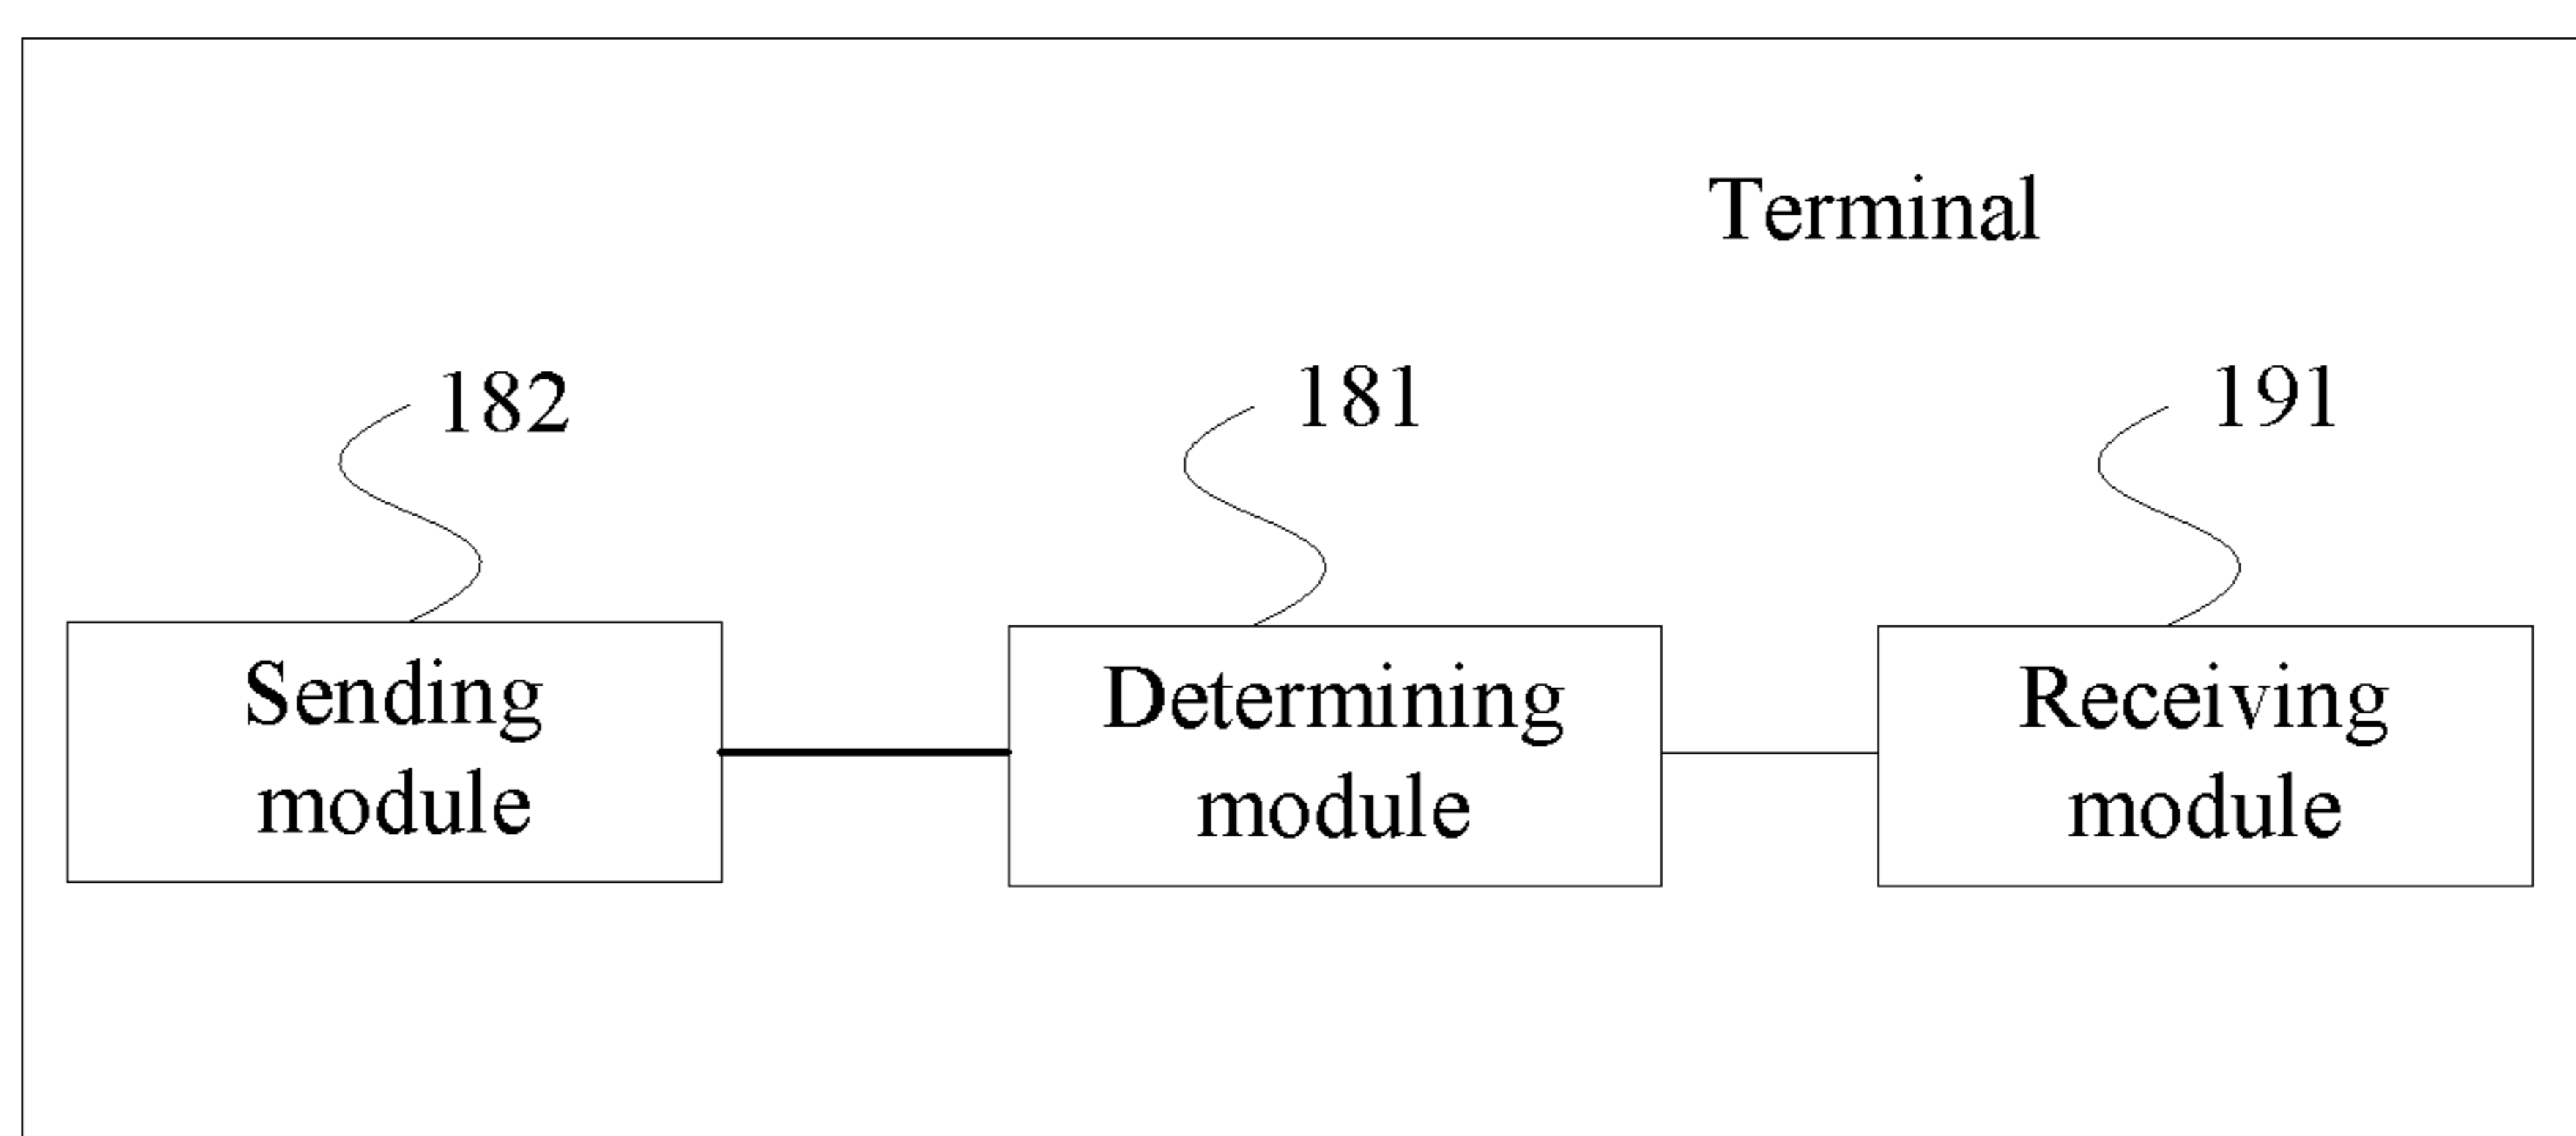 Terminal
182
181
191
Sending
module
Determining
module
Receiving
module